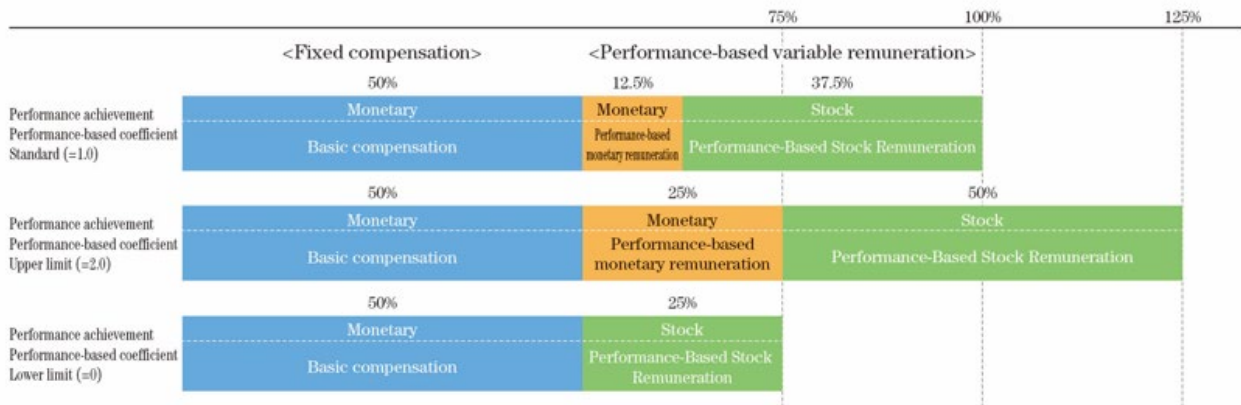 75% 100% 125%
<Fixed compensation> <Performance-based variable remuneration>
50% 12.5% 37.5%
Performance achievement
Performance-based coefficient
Standard (=1.0)
Monetary Monetary Stock
Basic compensation
Performance-based
monetary remuneration
Performance-Based Stock Remuneration
50% 25% 50%
Performance achievement
Performance-based coefficient
Upper limit (=2.0)
Monetary Monetary Stock
Basic compensation
Performance-based
monetary remuneration
Performance-Based Stock Remuneration
50% 25%
Performance achievement
Performance-based coefficient
Lower limit (=0)
Monetary Stock
Basic compensation
Performance-Based Stock
Remuneration